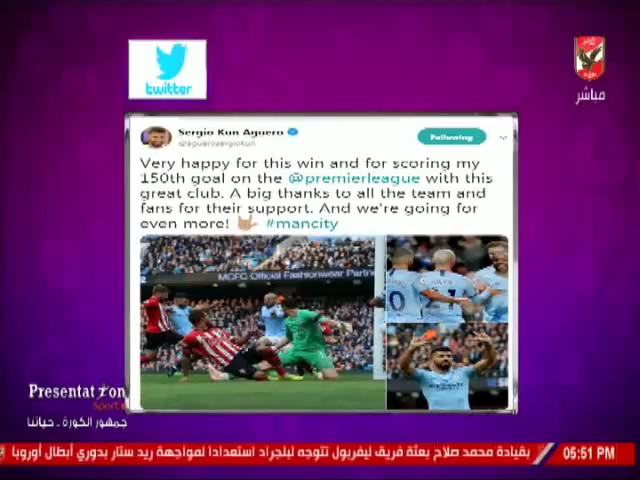 twitter
الأهلي
مباشر
Sergio Kun Aguero
@aguerosergiokun
Following
Very happy for this win and for scoring my
150th goal on the @premierleague with this
great club. A big thanks to all the team and
fans for their support. And we're going for
even more! 🤟🏼 #mancity
MCFC Official Fashionwear Partn
Presentation
Sports
جمهور الكورة .. حياتنا
بقيادة محمد صلاح بعثة فريق ليفربول تتوجه لبلجراد استعدادا لمواجهة ريد ستار بدوري أبطال أوروبا
05:51 PM